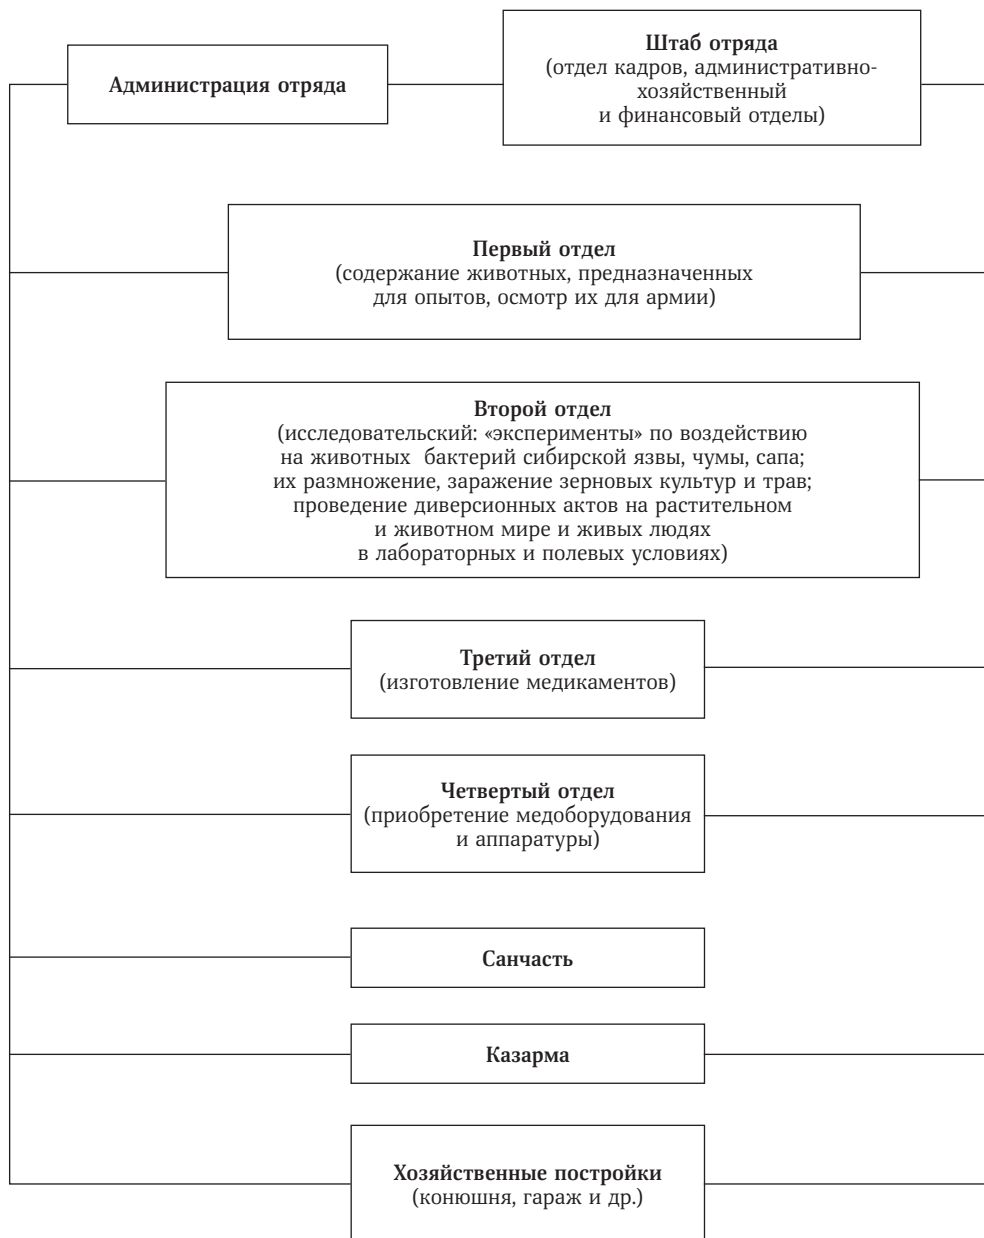 Администрация отряда
Штаб отряда
(отдел кадров, административно-
хозяйственный
и финансовый отделы)
Первый отдел
(содержание животных, предназначенных
для опытов, осмотр их для армии)
Второй отдел
(исследовательский: «эксперименты» по воздействию
на животных бактерий сибирской язвы, чумы, сапа;
их размножение, заражение зерновых культур и трав;
проведение диверсионных актов на растительном
и животном мире и живых людях
в лабораторных и полевых условиях)
Третий отдел
(изготовление медикаментов)
Четвертый отдел
(приобретение медоборудования
и аппаратуры)
Санчасть
Казарма
Хозяйственные постройки
(конюшня, гараж и др.)